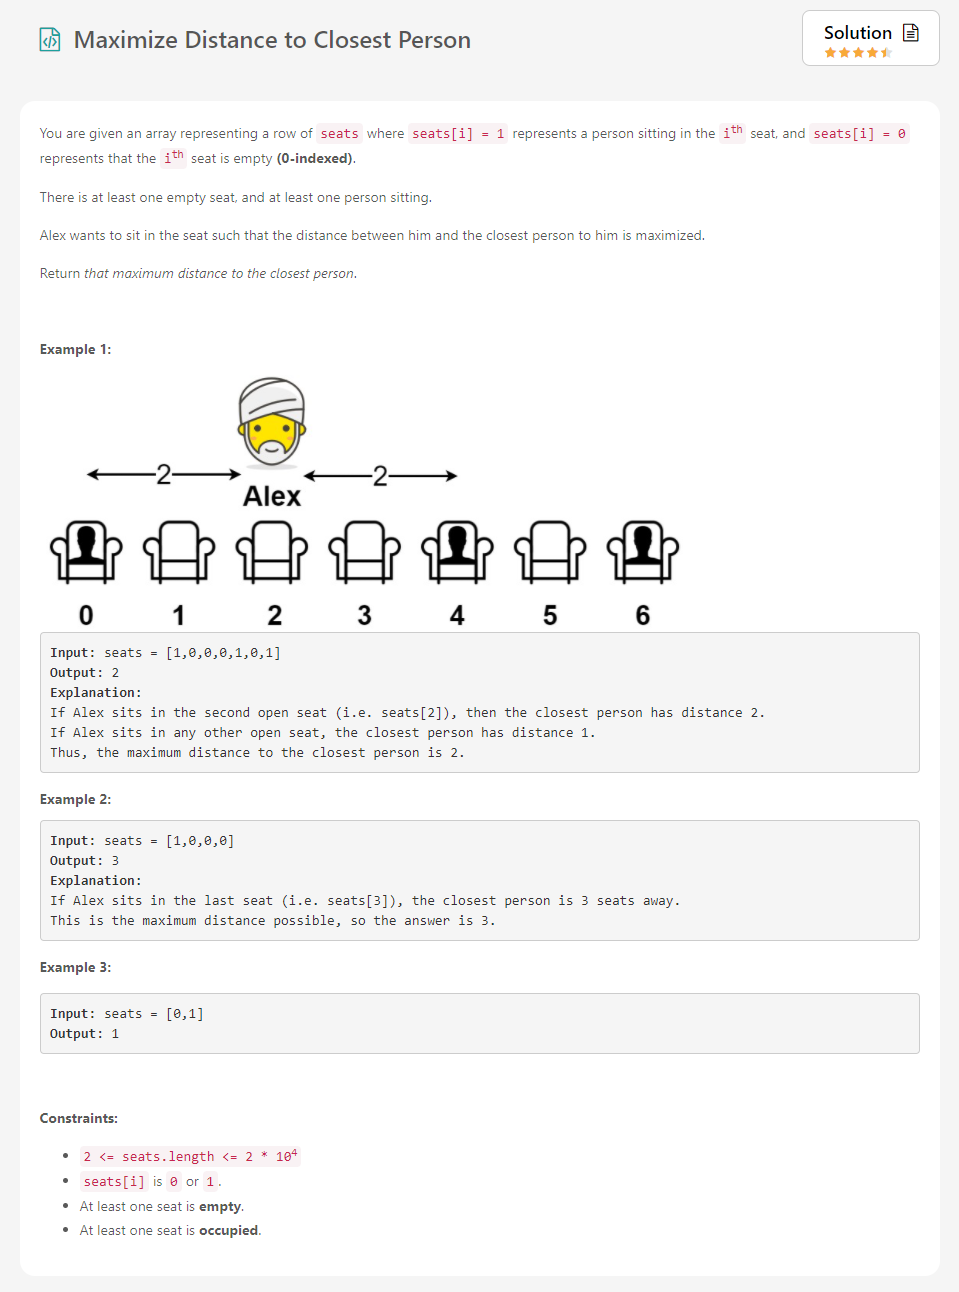 Maximize Distance to Closest Person
Solution
You are given an array representing a row of seats where seats[i] = 1 represents a person sitting in the ith seat, and seats[i] = 0
represents that the ith seat is empty (0-indexed).
There is at least one empty seat, and at least one person sitting.
Alex wants to sit in the seat such that the distance between him and the closest person to him is maximized.
Return that maximum distance to the closest person.
Example 1:
2 2
Alex
0 1 2 3 4 5 6
Input: seats = [1,0,0,0,1,0,1]
Output: 2
Explanation:
If Alex sits in the second open seat (i.e. seats[2]), then the closest person has distance 2.
If Alex sits in any other open seat, the closest person has distance 1.
Thus, the maximum distance to the closest person is 2.
Example 2:
Input: seats = [1,0,0,0]
Output: 3
Explanation:
If Alex sits in the last seat (i.e. seats[3]), the closest person is 3 seats away.
This is the maximum distance possible, so the answer is 3.
Example 3:
Input: seats = [0,1]
Output: 1
Constraints:
2 <= seats.length <= 2 * 10^4
seats[i] is 0 or 1.
At least one seat is empty.
At least one seat is occupied.